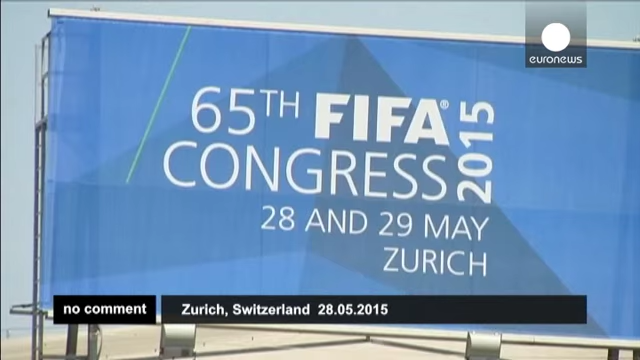 euronews
65TH FIFA® 2015
CONGRESS
28 AND 29 MAY
ZURICH
no comment
Zurich, Switzerland 28.05.2015